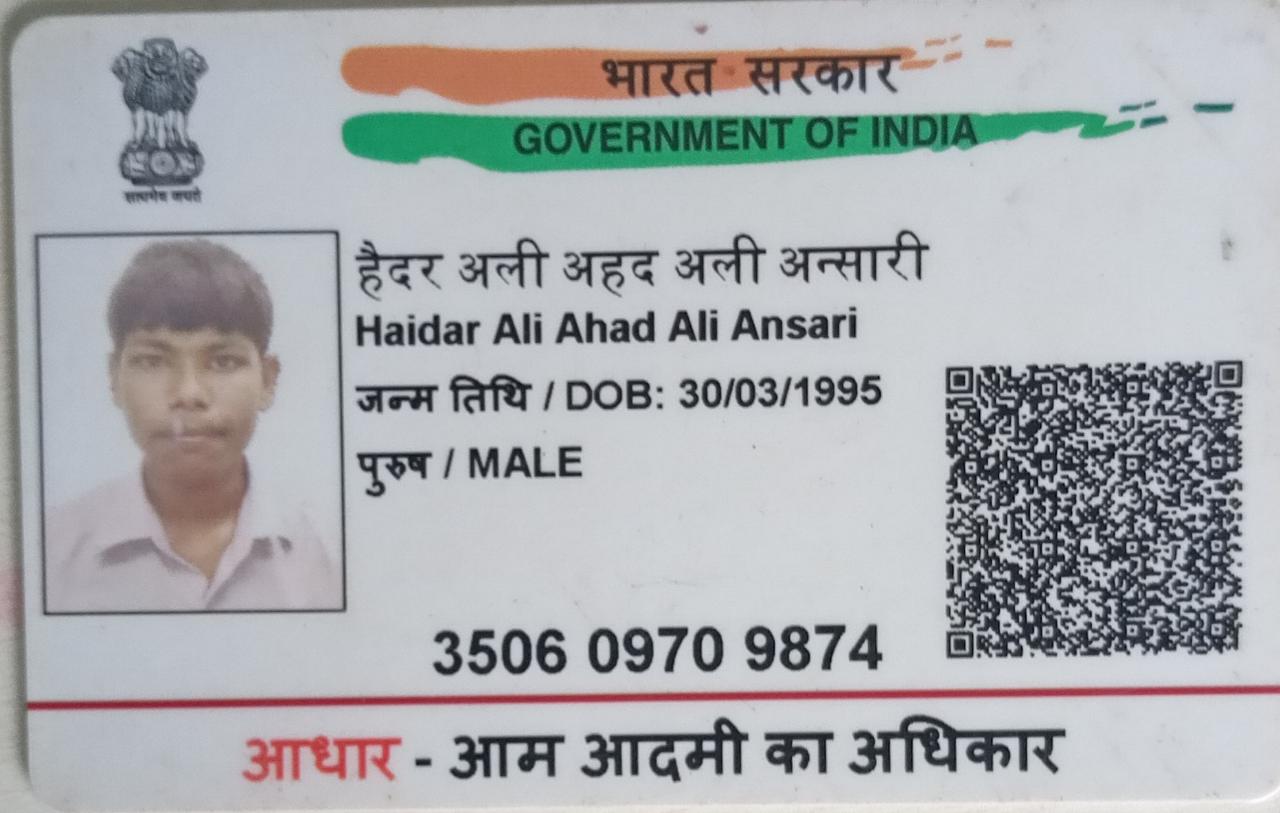 भारत सरकार
GOVERNMENT OF INDIA
सत्यमेव जयते
हैदर अली अहद अली अन्सारी
Haidar Ali Ahad Ali Ansari
जन्म तिथि / DOB: 30/03/1995
पुरुष / MALE
3506 0970 9874
आधार - आम आदमी का अधिकार